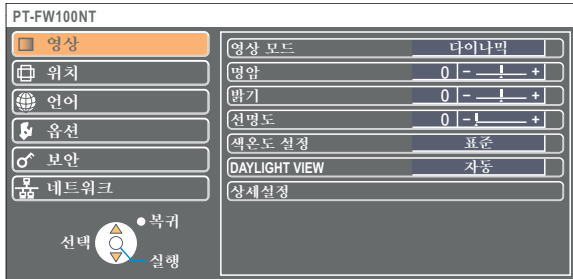 PT-FW100NT
영상
위치
언어
옵션
보안
네트워크
선택
복귀
실행
영상 모드 다이나믹
명암 0 - +
밝기 0 - +
선명도 0 - +
색온도 설정 표준
DAYLIGHT VIEW 자동
상세설정